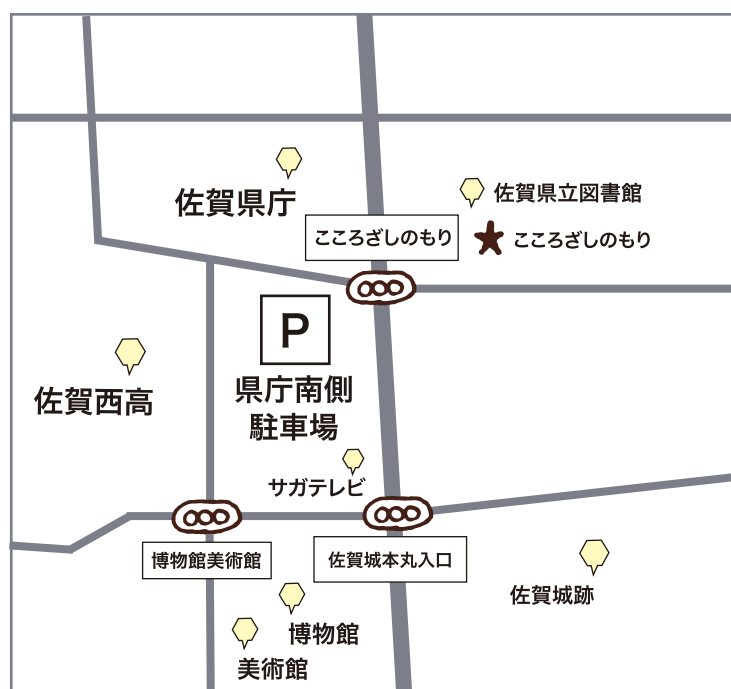 佐賀県庁
佐賀県立図書館
こころざしのもり
こころざしのもり
P
県庁南側
駐車場
佐賀西高
サガテレビ
博物館美術館
佐賀城本丸入口
佐賀城跡
博物館
美術館